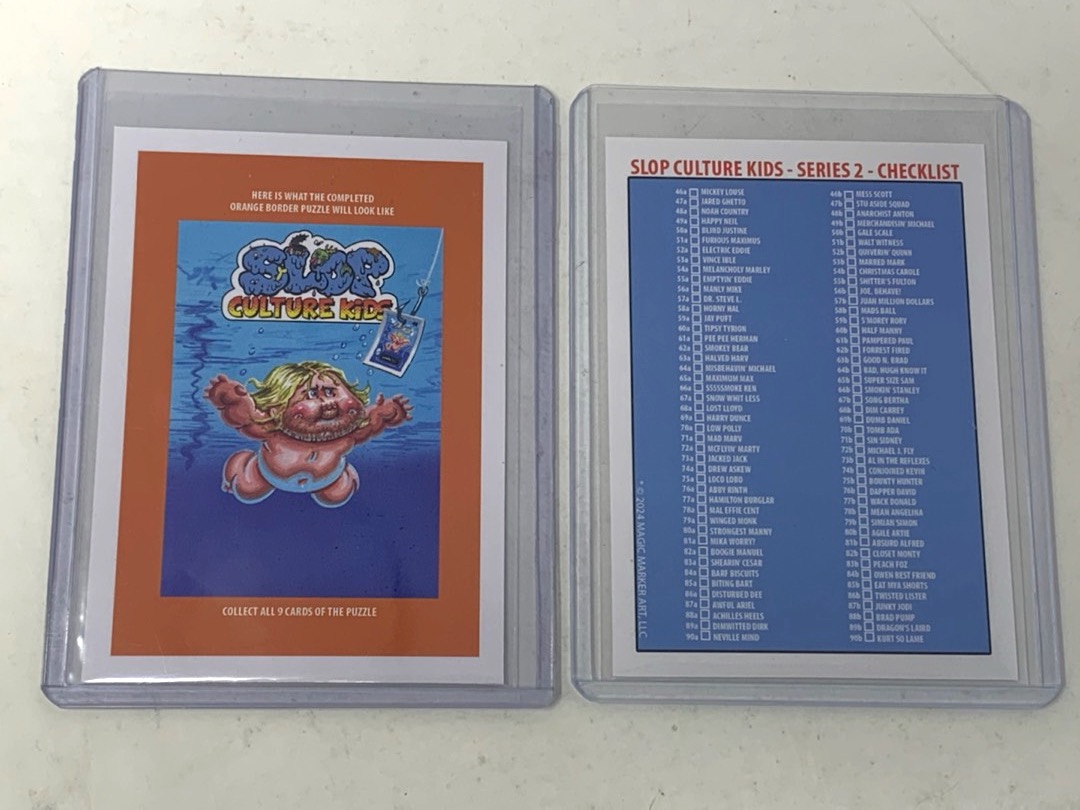 HERE IS WHAT THE COMPLETED
ORANGE BORDER PUZZLE WILL LOOK LIKE
SLOP
CULTURE KIDS
COLLECT ALL 9 CARDS OF THE PUZZLE
SLOP CULTURE KIDS - SERIES 2 - CHECKLIST
46a MICKEY LOUSE
47a JARED GHETTO
48a NOAH COUNTRY
49a HAPPY NEIL
50a BLIND JUSTINE
51a FURIOUS MAXIMUS
52a ELECTRIC EDDIE
53a VINCE IBLE
54a MELANCHOLY MARLEY
55a EMPTYIN' EDDIE
56a MANLY MIKE
57a DR. STEVE L.
58a HORNY HAL
59a JAY PUFT
60a TIPSY TYRION
61a PEE PEE HERMAN
62a SMOKEY BEAR
63a HALVED HARV
64a MISBEHAVIN' MICHAEL
65a MAXIMUM MAX
66a SSSSSMOKE KEN
67a SNOW WHIT LESS
68a LOST LLOYD
69a HARRY DUNCE
70a LOW POLLY
71a MAD MARV
72a MCFLYIN' MARTY
73a JACKED JACK
74a DREW ASKEW
75a LOCO LOBO
76a ABBY RINTH
77a HAMILTON BURGLAR
78a MAL EFFIE CENT
79a WINGED MONK
80a STRONGEST MANNY
81a MIKA WORRY?
82a BOOGIE MANUEL
83a SHEARIN' CESAR
84a BARF BISCUITS
85a BITING BART
86a DISTURBED DEE
87a AWFUL ARIEL
88a ACHILLES HEELS
89a DIMWITTED DIRK
90a NEVILLE MIND
46b MESS SCOTT
47b STU ASIDE SQUAD
48b ANARCHIST ANTON
49b MERCHANDISIN' MICHAEL
50b GALE SCALE
51b WALT WITNESS
52b QUIVERIN' QUINN
53b MARRED MARK
54b CHRISTMAS CAROLE
55b SHITTER'S FULTON
56b JOE, BEHAVE!
57b JUAN MILLION DOLLARS
58b MADS BALL
59b S'MOREY RORY
60b HALF MANNY
61b PAMPERED PAUL
62b FORREST FIRED
63b GOOD N. BRAD
64b BAD, HUGH KNOW IT
65b SUPER SIZE SAM
66b SMOKIN' STANLEY
67b SOBG BERTHA
68b DIM CARREY
69b DUMB DANIEL
70b TOMB ADA
71b SIN SIDNEY
72b MICHAEL J. FLY
73b AL IN THE REFLEXES
74b CONJOINED KEVIN
75b BOUNTY HUNTER
76b DAPPER DAVID
77b WACK DONALD
78b MEAN ANGELINA
79b SIMIAN SIMON
80b AGILE ARTIE
81b ABSURD ALFRED
82b CLOSET MONTY
83b PEACH FOZ
84b OWEN BEST FRIEND
85b EAT MYA SHORTS
86b TWISTED LISTER
87b JUNKY JODI
88b BRAD PUMP
89b DRAGON'S LAIRD
90b KURT SO LAME
* © 2024 MAGIC MARKER ART, LLC